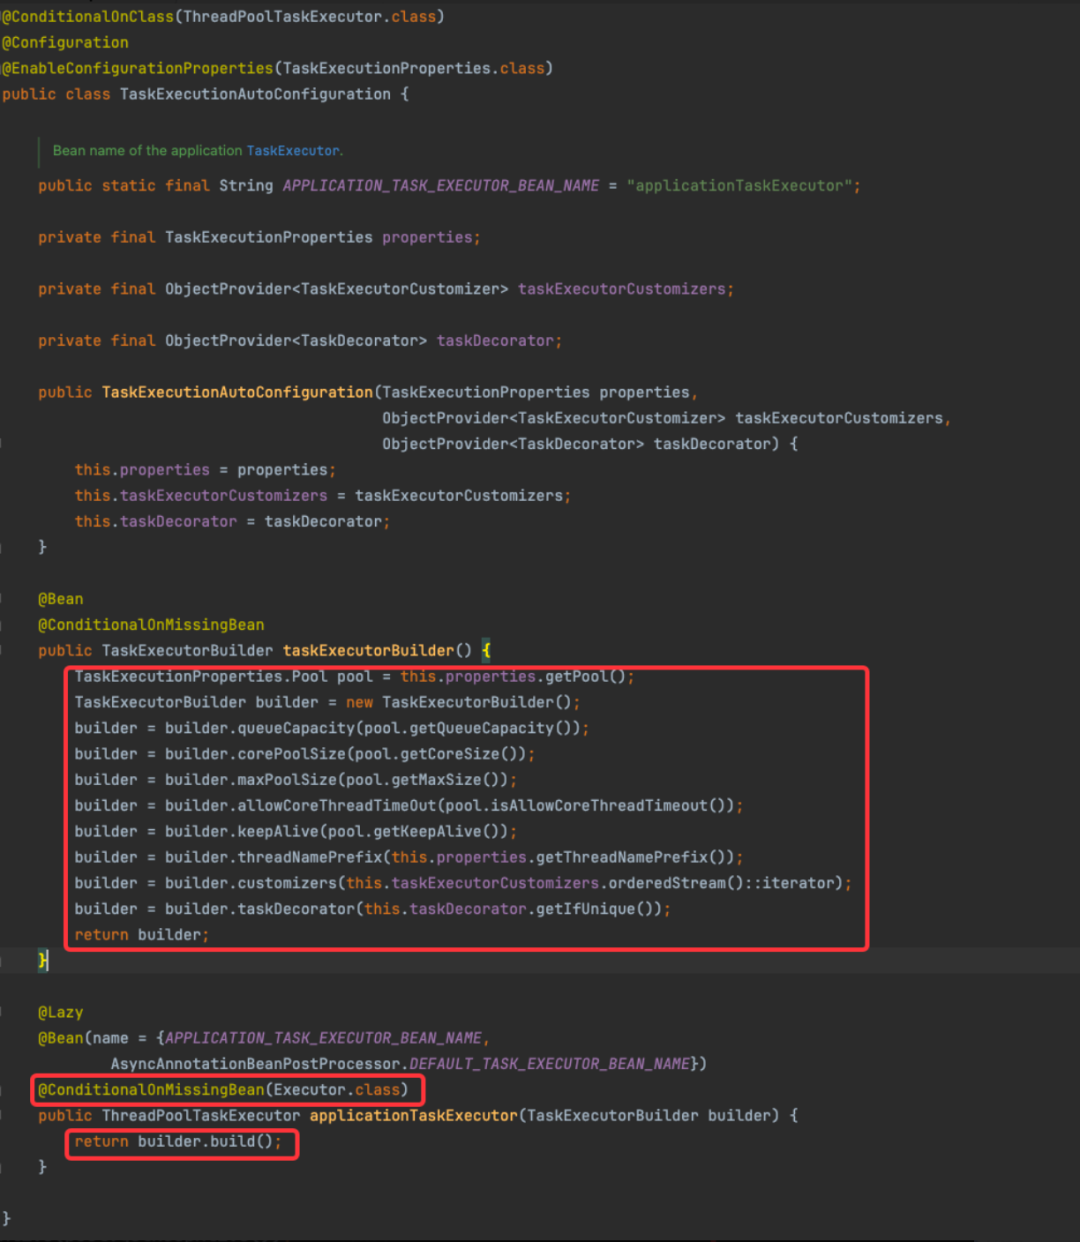 @ConditionalOnClass(ThreadPoolTaskExecutor.class)
@Configuration
@EnableConfigurationProperties(TaskExecutionProperties.class)
public class TaskExecutionAutoConfiguration {
Bean name of the application TaskExecutor.
public static final String APPLICATION_TASK_EXECUTOR_BEAN_NAME = "applicationTaskExecutor";
private final TaskExecutionProperties properties;
private final ObjectProvider<TaskExecutorCustomizer> taskExecutorCustomizers;
private final ObjectProvider<TaskDecorator> taskDecorator;
public TaskExecutionAutoConfiguration(TaskExecutionProperties properties,
ObjectProvider<TaskExecutorCustomizer> taskExecutorCustomizers,
ObjectProvider<TaskDecorator> taskDecorator) {
this.properties = properties;
this.taskExecutorCustomizers = taskExecutorCustomizers;
this.taskDecorator = taskDecorator;
}
@Bean
@ConditionalOnMissingBean
public TaskExecutorBuilder taskExecutorBuilder() {
TaskExecutionProperties.Pool pool = this.properties.getPool();
TaskExecutorBuilder builder = new TaskExecutorBuilder();
builder = builder.queueCapacity(pool.getQueueCapacity());
builder = builder.corePoolSize(pool.getCoreSize());
builder = builder.maxPoolSize(pool.getMaxSize());
builder = builder.allowCoreThreadTimeOut(pool.isAllowCoreThreadTimeout());
builder = builder.keepAlive(pool.getKeepAlive());
builder = builder.threadNamePrefix(this.properties.getThreadNamePrefix());
builder = builder.customizers(this.taskExecutorCustomizers.orderedStream()::iterator);
builder = builder.taskDecorator(this.taskDecorator.getIfUnique());
return builder;
}
@Lazy
@Bean(name = {APPLICATION_TASK_EXECUTOR_BEAN_NAME,
AsyncAnnotationBeanPostProcessor.DEFAULT_TASK_EXECUTOR_BEAN_NAME})
@ConditionalOnMissingBean(Executor.class)
public ThreadPoolTaskExecutor applicationTaskExecutor(TaskExecutorBuilder builder) {
return builder.build();
}
}